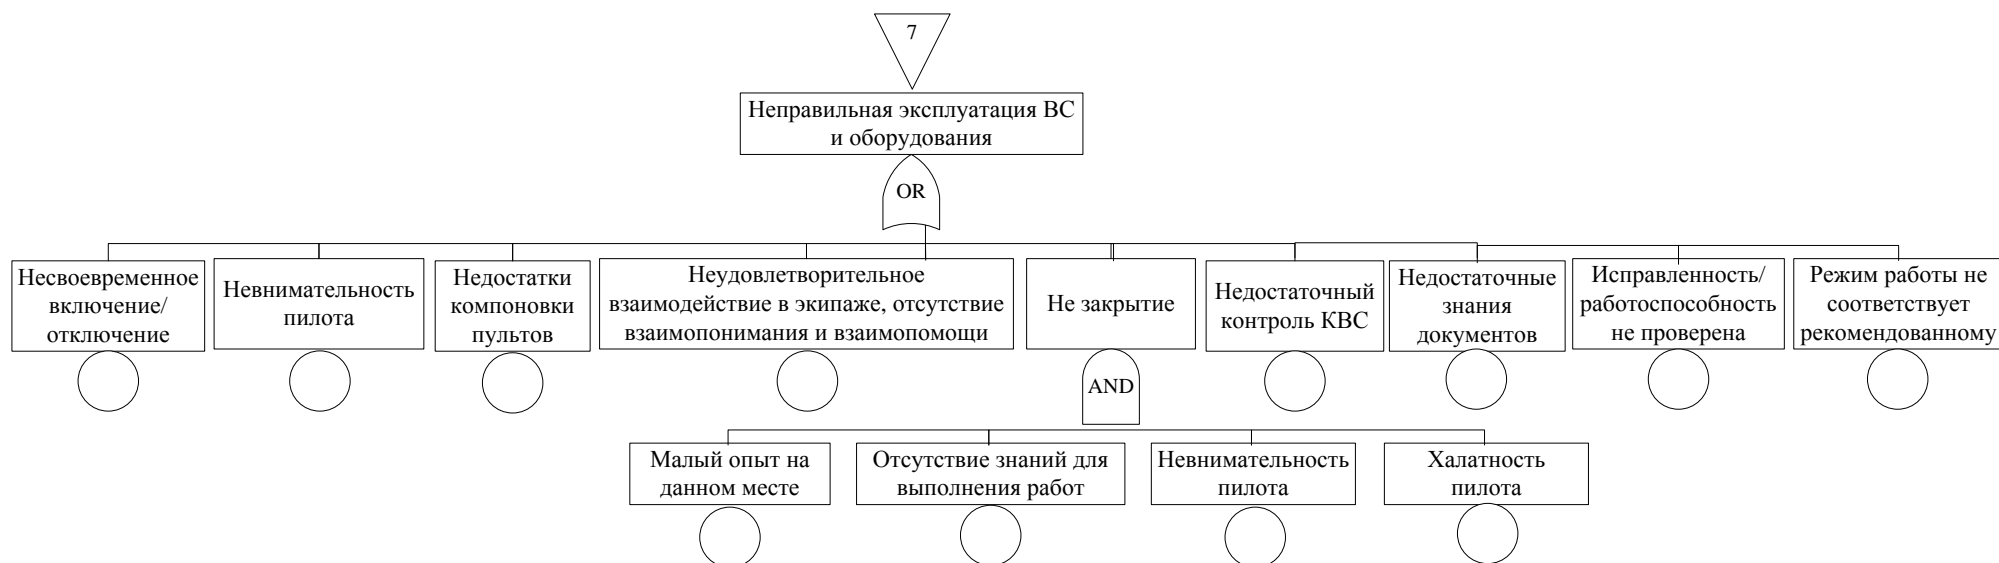 7
Неправильная эксплуатация ВС
и оборудования
OR
Несвоевременное
включение/
отключение
Невнимательность
пилота
Недостатки
компоновки
пультов
Неудовлетворительное
взаимодействие в экипаже, отсутствие
взаимопонимания и взаимопомощи
Не закрытие
Недостаточный
контроль КВС
Недостаточные
знания
документов
Исправленность/
работоспособность
не проверена
Режим работы не
соответствует
рекомендованному
AND
Малый опыт на
данном месте
Отсутствие знаний для
выполнения работ
Невнимательность
пилота
Халатность
пилота